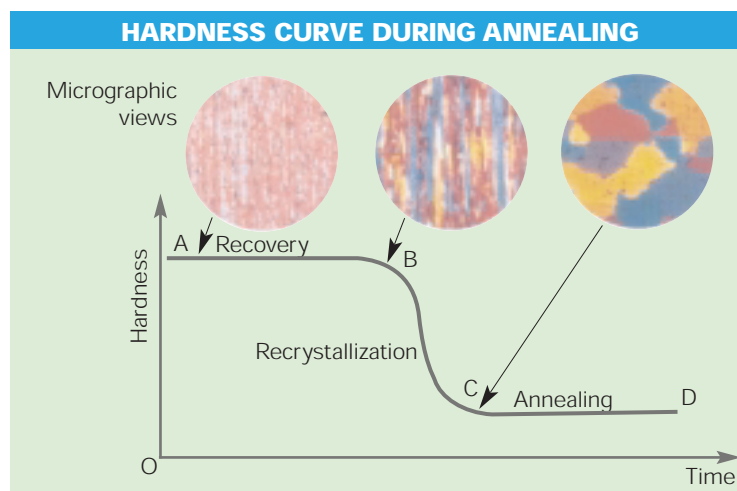 HARDNESS CURVE DURING ANNEALING
Micrographic
views
A Recovery
B
Hardness
Recrystallization
C
Annealing
D
O
Time